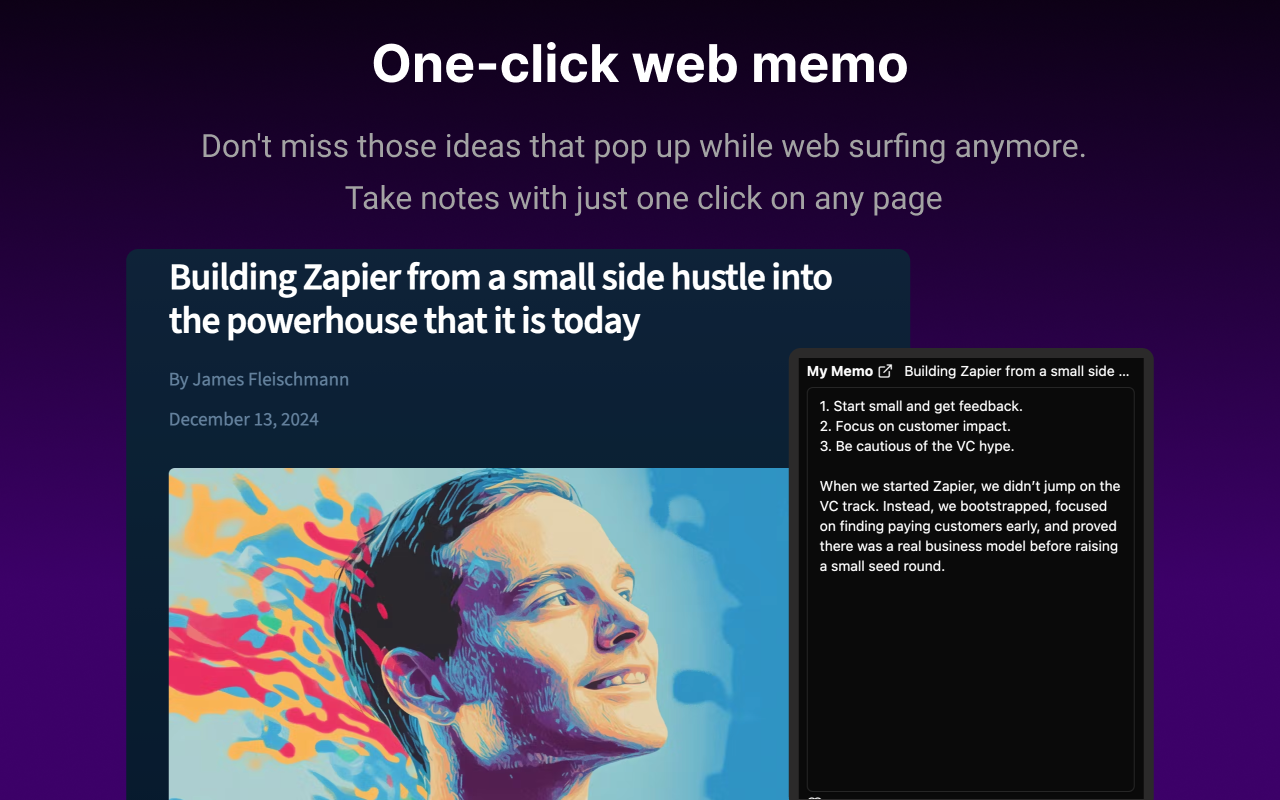 One-click web memo
Don't miss those ideas that pop up while web surfing anymore.
Take notes with just one click on any page
Building Zapier from a small side hustle into
the powerhouse that it is today
By James Fleischmann
December 13, 2024
My Memo Building Zapier from a small side ...
1. Start small and get feedback.
2. Focus on customer impact.
3. Be cautious of the VC hype.
When we started Zapier, we didn’t jump on the
VC track. Instead, we bootstrapped, focused
on finding paying customers early, and proved
there was a real business model before raising
a small seed round.